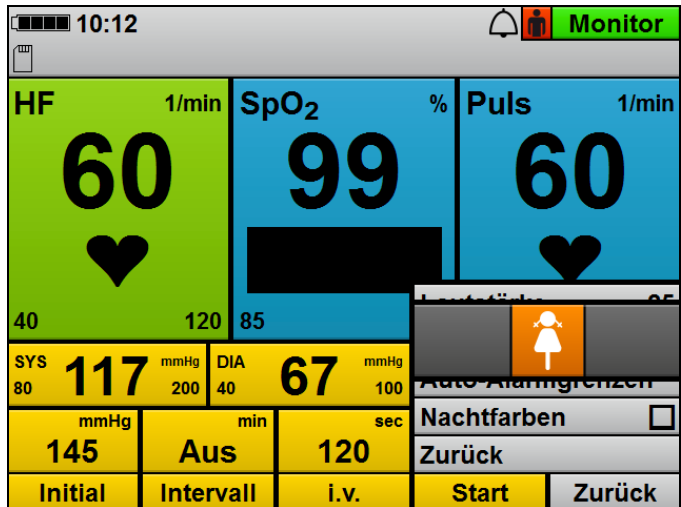 10:12 Monitor
HF 1/min SpO₂ % Puls 1/min
60 99 60
40 120 85
SYS 117 mmHg DIA 67 mmHg
80 200 40 100
mmHg min sec
145 Aus 120
Auto-Alarmgrenzen
Nachtfarben
Zurück
Initial Intervall i.v. Start Zurück